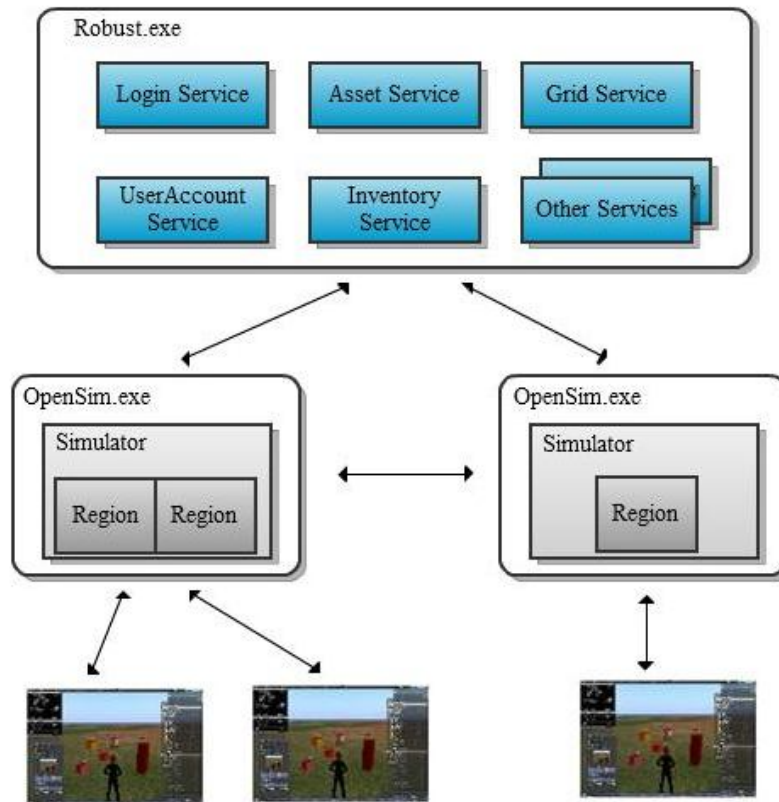 Robust.exe
Login Service
Asset Service
Grid Service
UserAccount
Service
Inventory
Service
Other Services
OpenSim.exe
Simulator
Region
Region
OpenSim.exe
Simulator
Region